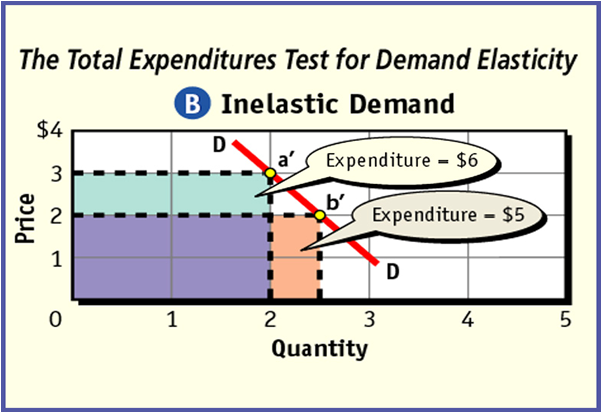 The Total Expenditures Test for Demand Elasticity
B Inelastic Demand
$4
D
a′
Expenditure = $6
3
b′
Expenditure = $5
2
Price
1
D
0 1 2 3 4 5
Quantity